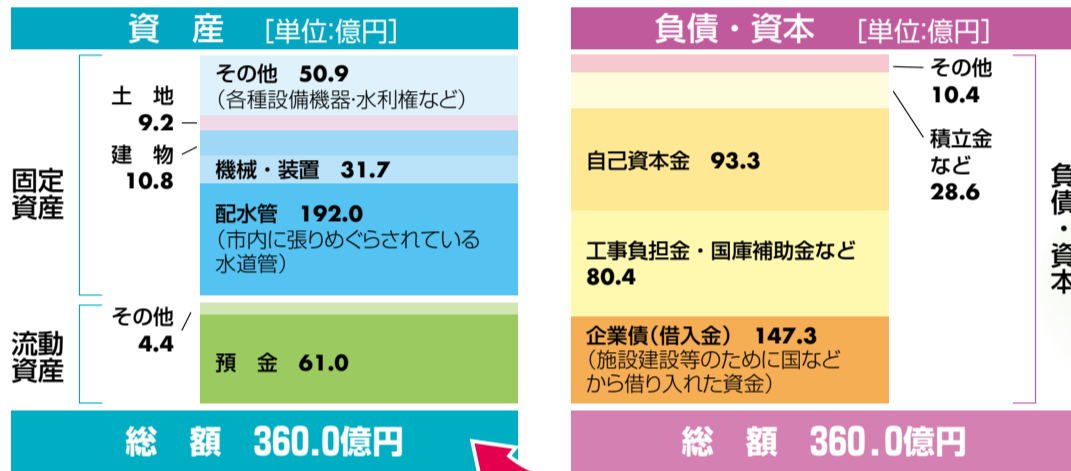 資 産 [単位:億円]
固定
資産
その他 50.9
(各種設備機器・水利権など)
土 地
9.2
建 物
10.8
機械・装置 31.7
配水管 192.0
(市内に張りめぐらされている
水道管)
流動
資産
その他
4.4
預 金 61.0
総 額 360.0億円
負債・資本 [単位:億円]
その他
10.4
積立金
など
28.6
自己資本金 93.3
工事負担金・国庫補助金など
80.4
企業債(借入金) 147.3
(施設建設等のために国など
から借り入れた資金)
負債・資本
総 額 360.0億円